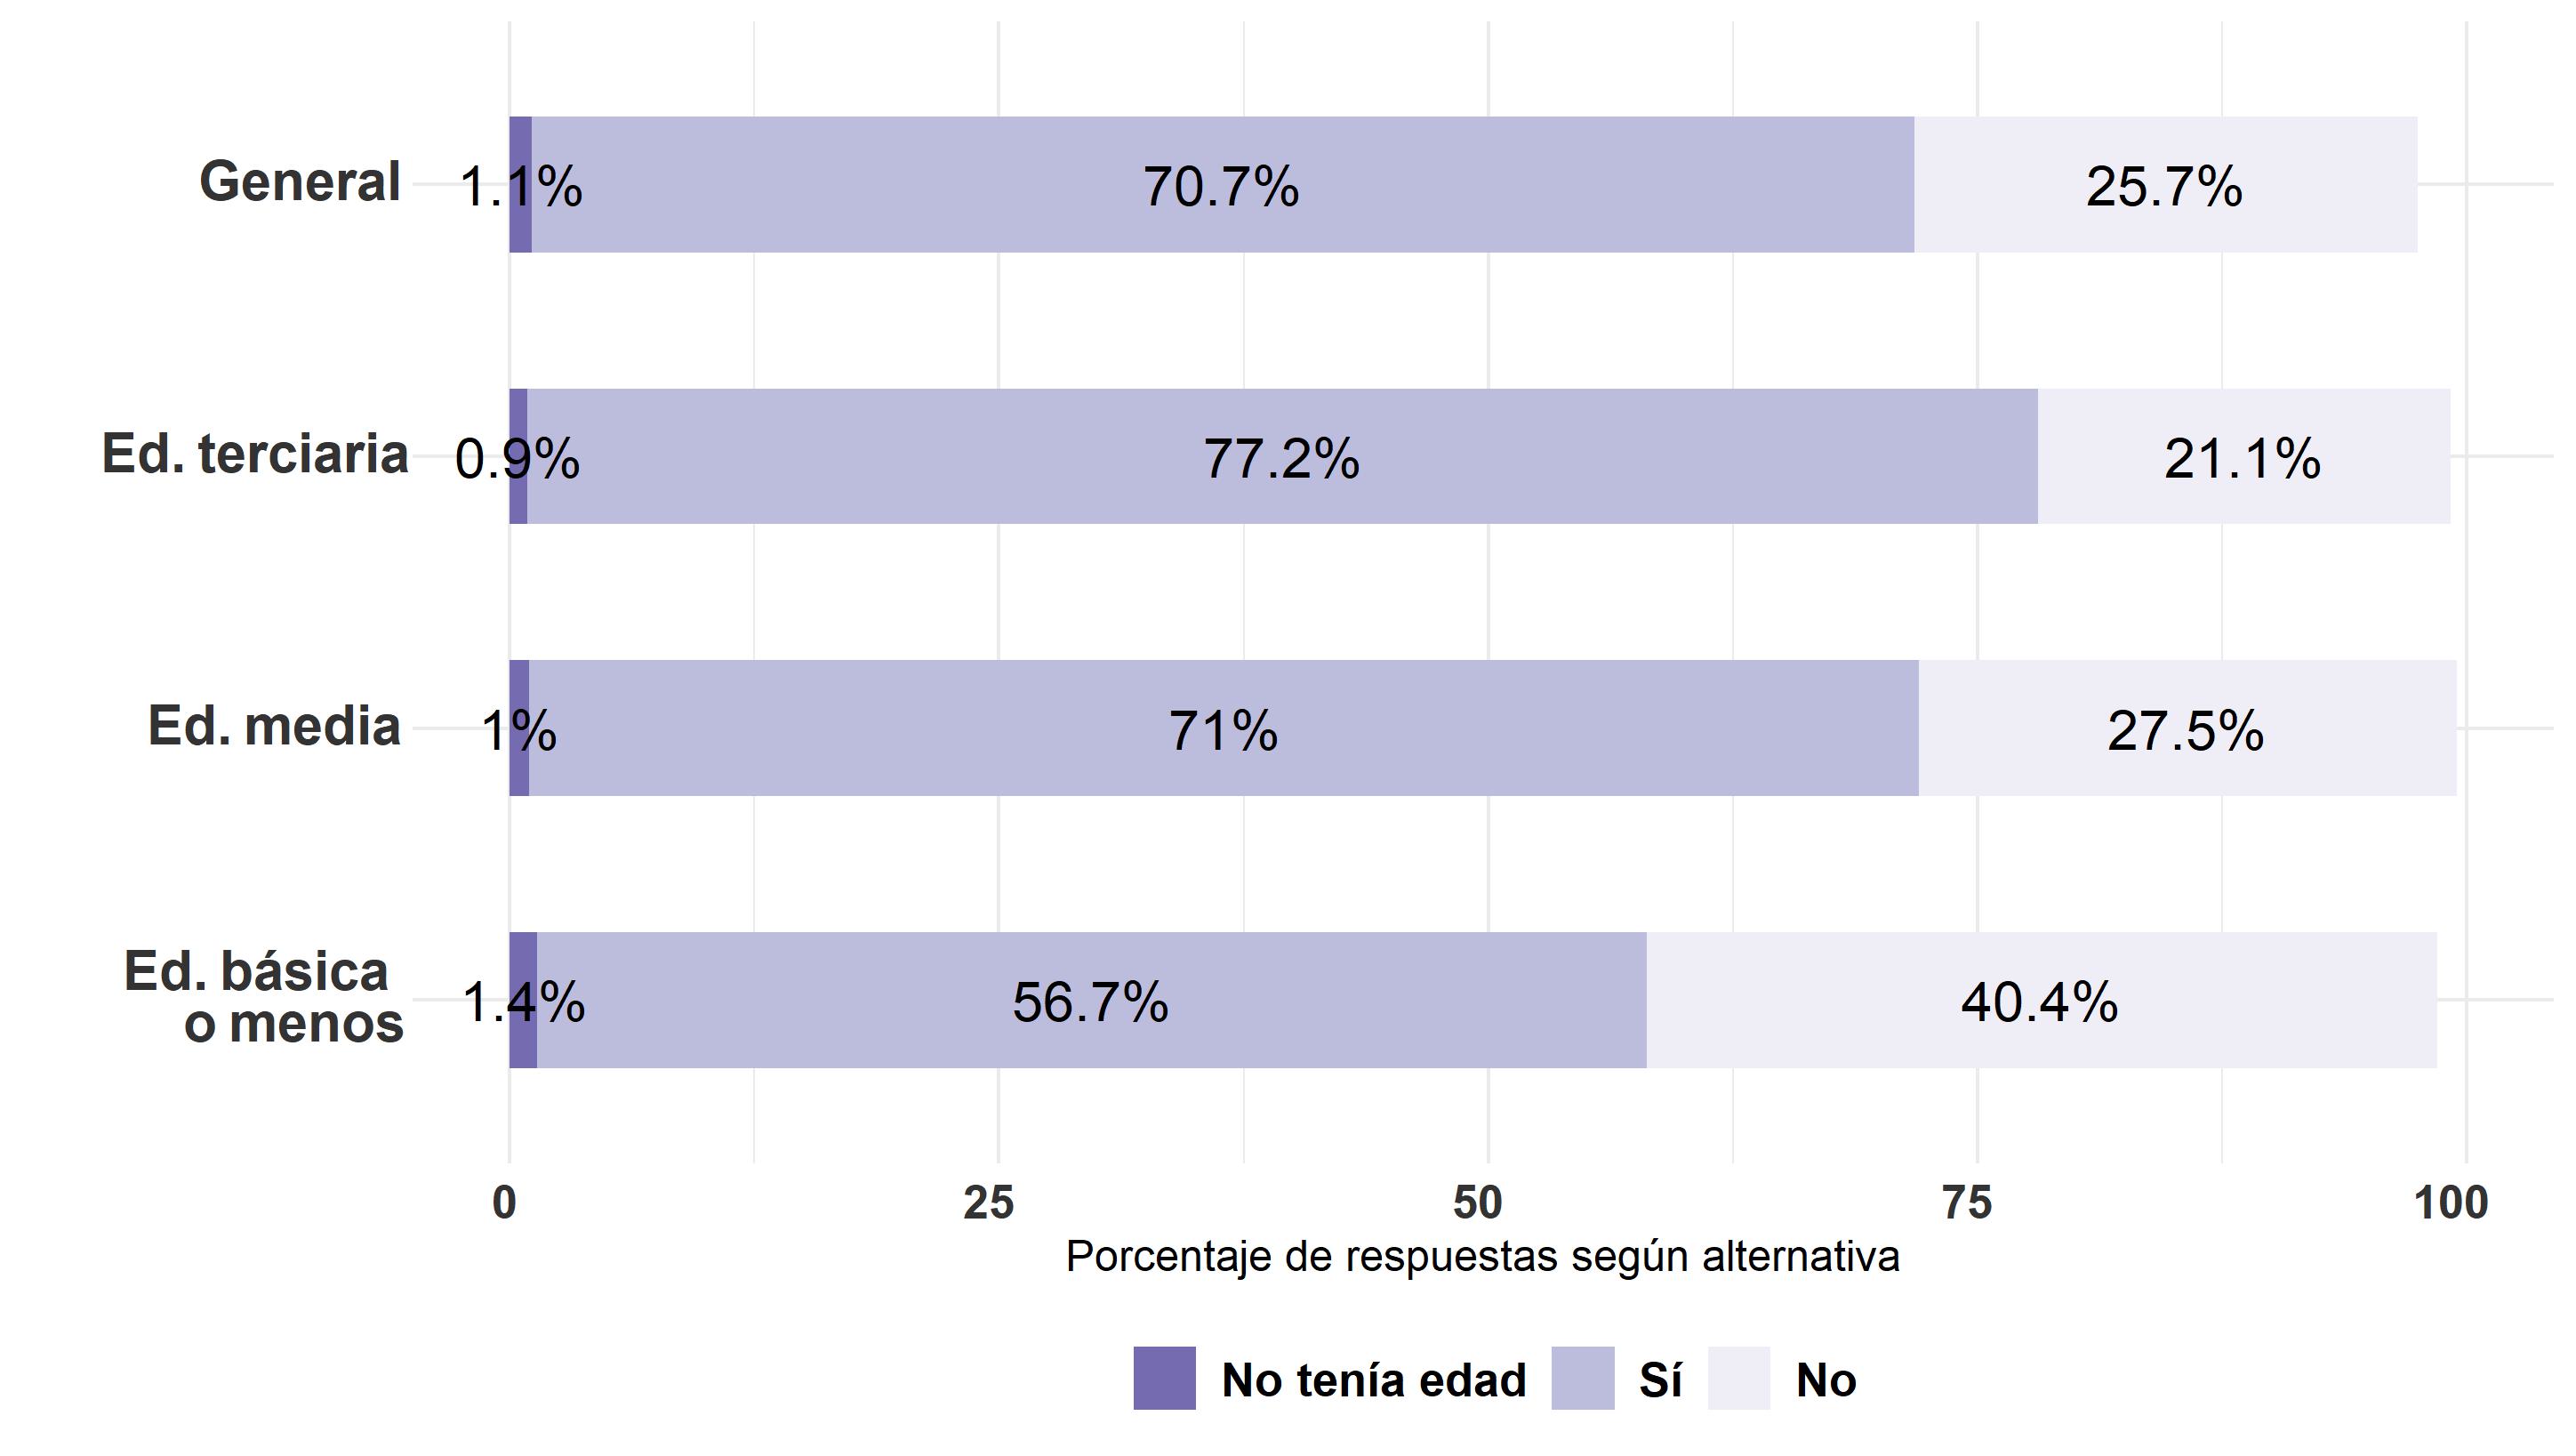 General 1.1% 70.7% 25.7%
Ed. terciaria 0.9% 77.2% 21.1%
Ed. media 1% 71% 27.5%
Ed. básica
o menos
1.4% 56.7% 40.4%
0 25 50 75 100
Porcentaje de respuestas según alternativa
No tenía edad Sí No